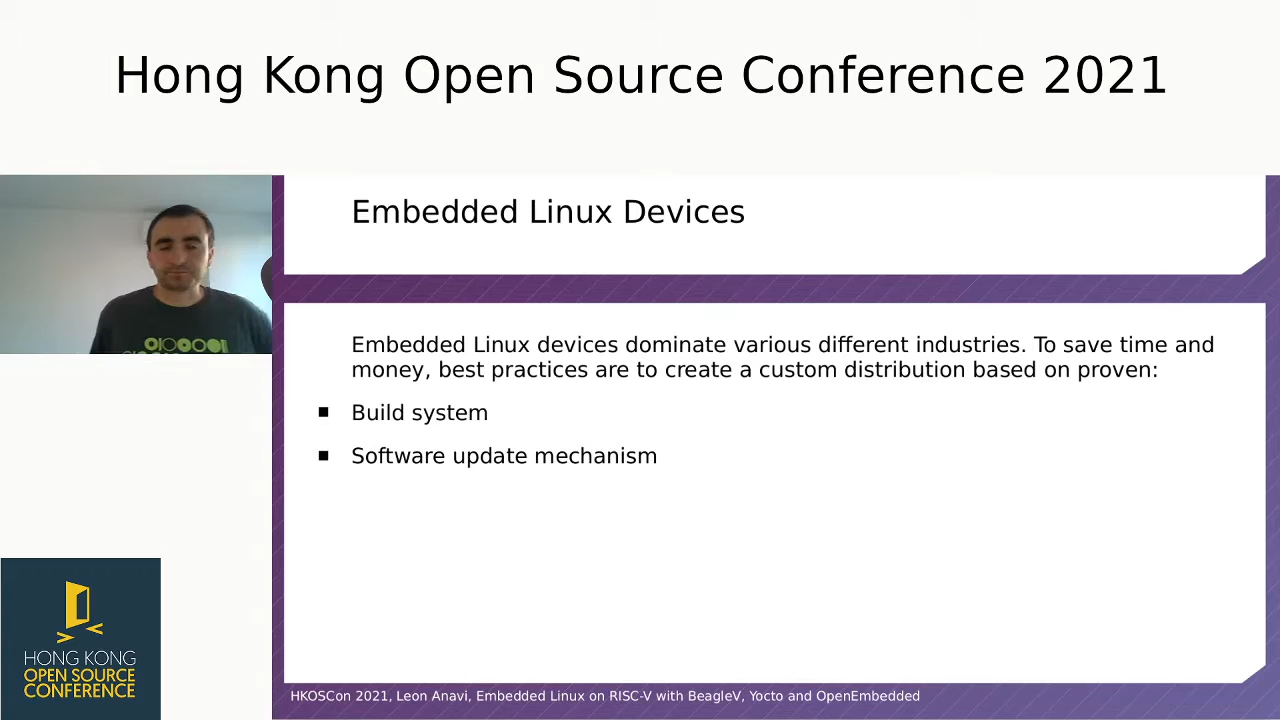 Hong Kong Open Source Conference 2021
Embedded Linux Devices
Embedded Linux devices dominate various different industries. To save time and
money, best practices are to create a custom distribution based on proven:
Build system
Software update mechanism
HONG KONG
OPEN SOURCE
CONFERENCE
HKOSCon 2021, Leon Anavi, Embedded Linux on RISC-V with BeagleV, Yocto and OpenEmbedded